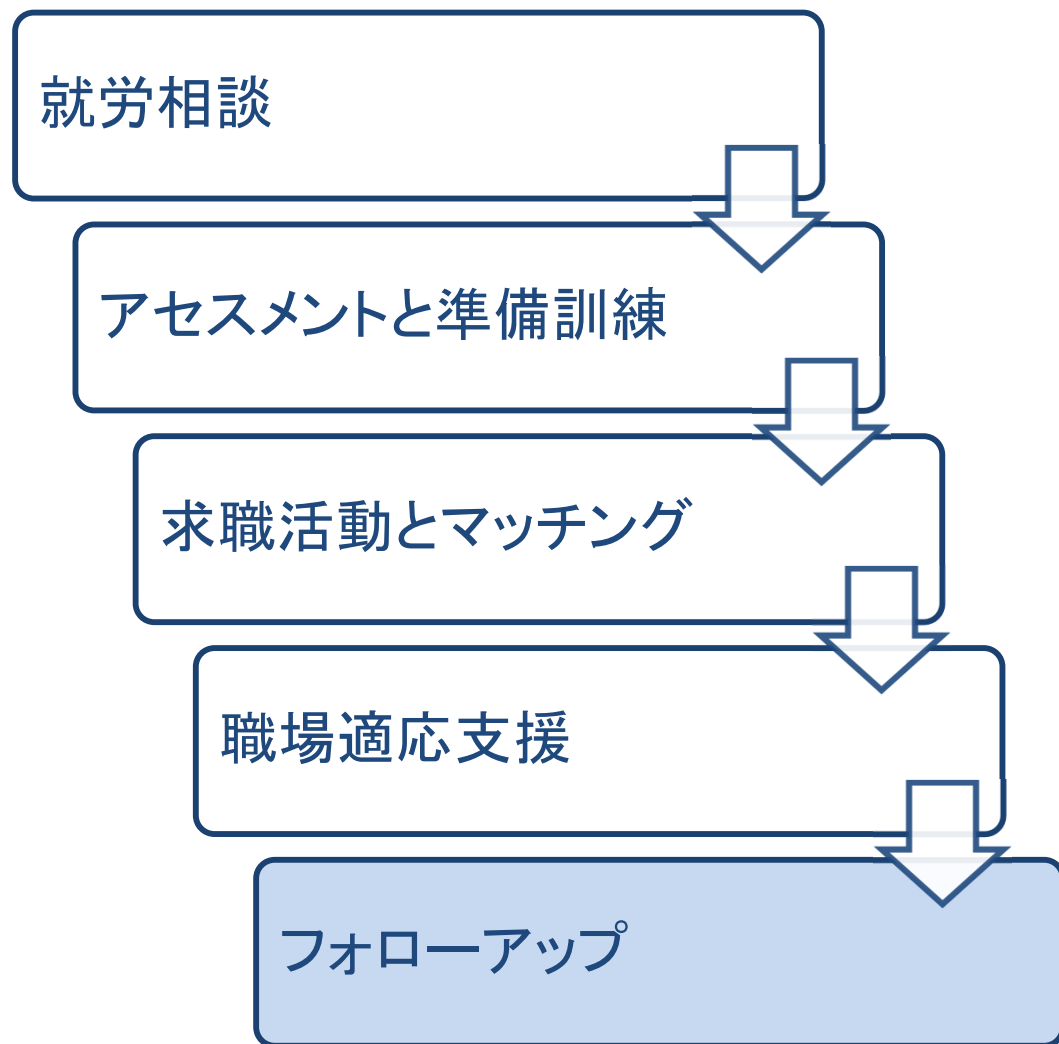 就労相談
アセスメントと準備訓練
求職活動とマッチング
職場適応支援
フォローアップ